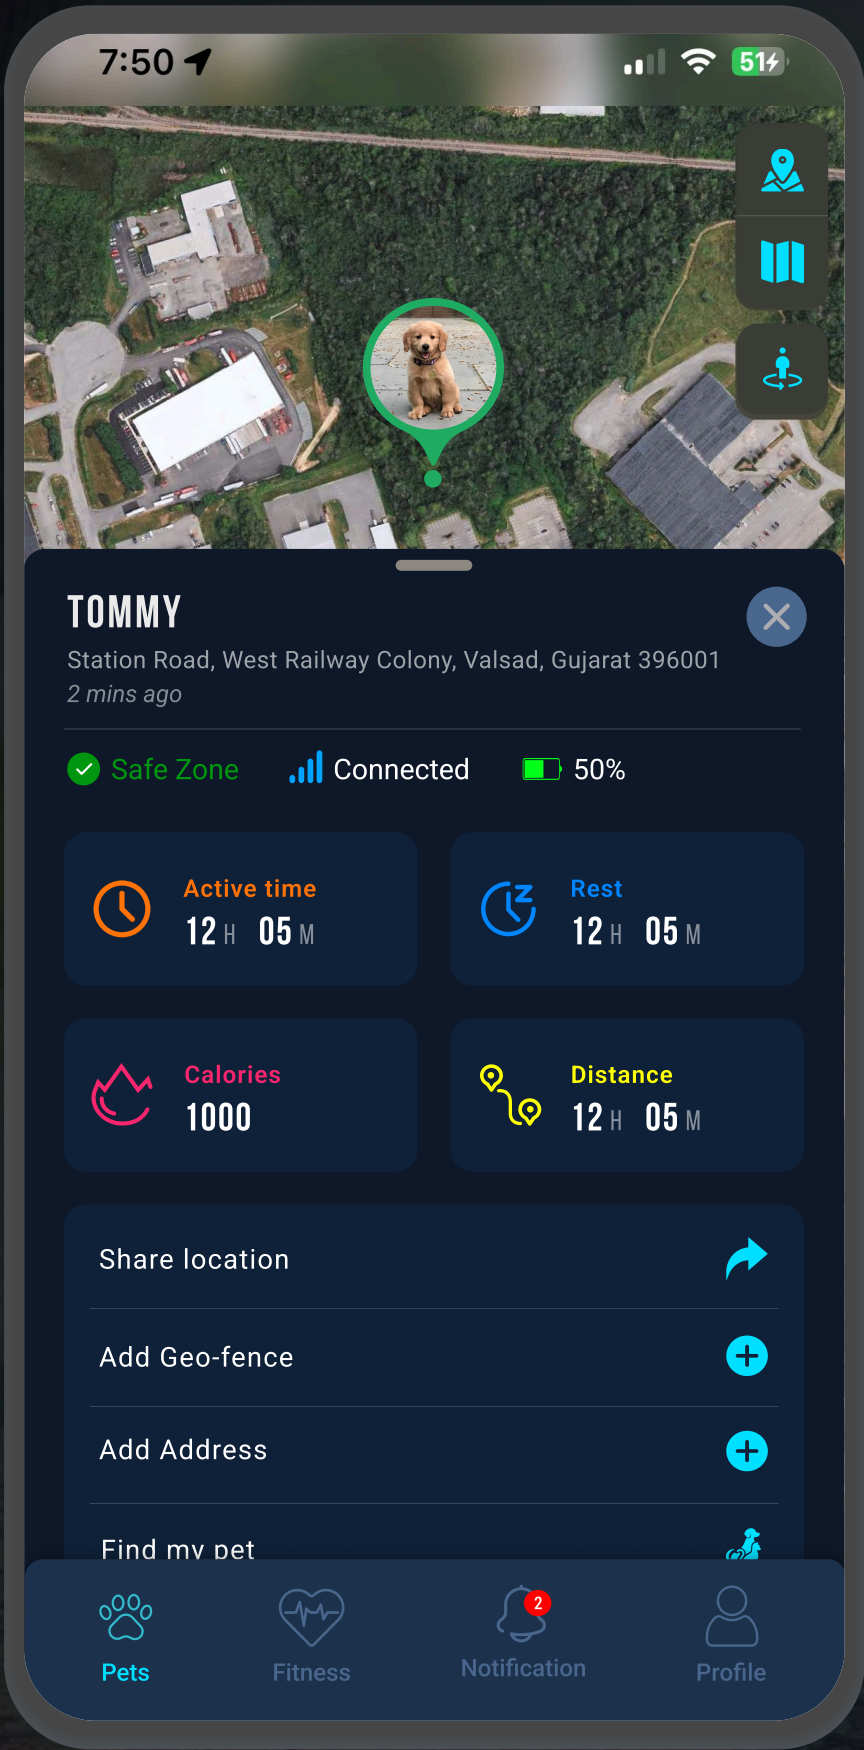 7:50
51
TOMMY
Station Road, West Railway Colony, Valsad, Gujarat 396001
2 mins ago
Safe Zone Connected 50%
Active time
12 H 05 M
Rest
12 H 05 M
Calories
1000
Distance
12 H 05 M
Share location
Add Geo-fence
Add Address
Find my pet
2
Pets Fitness Notification Profile